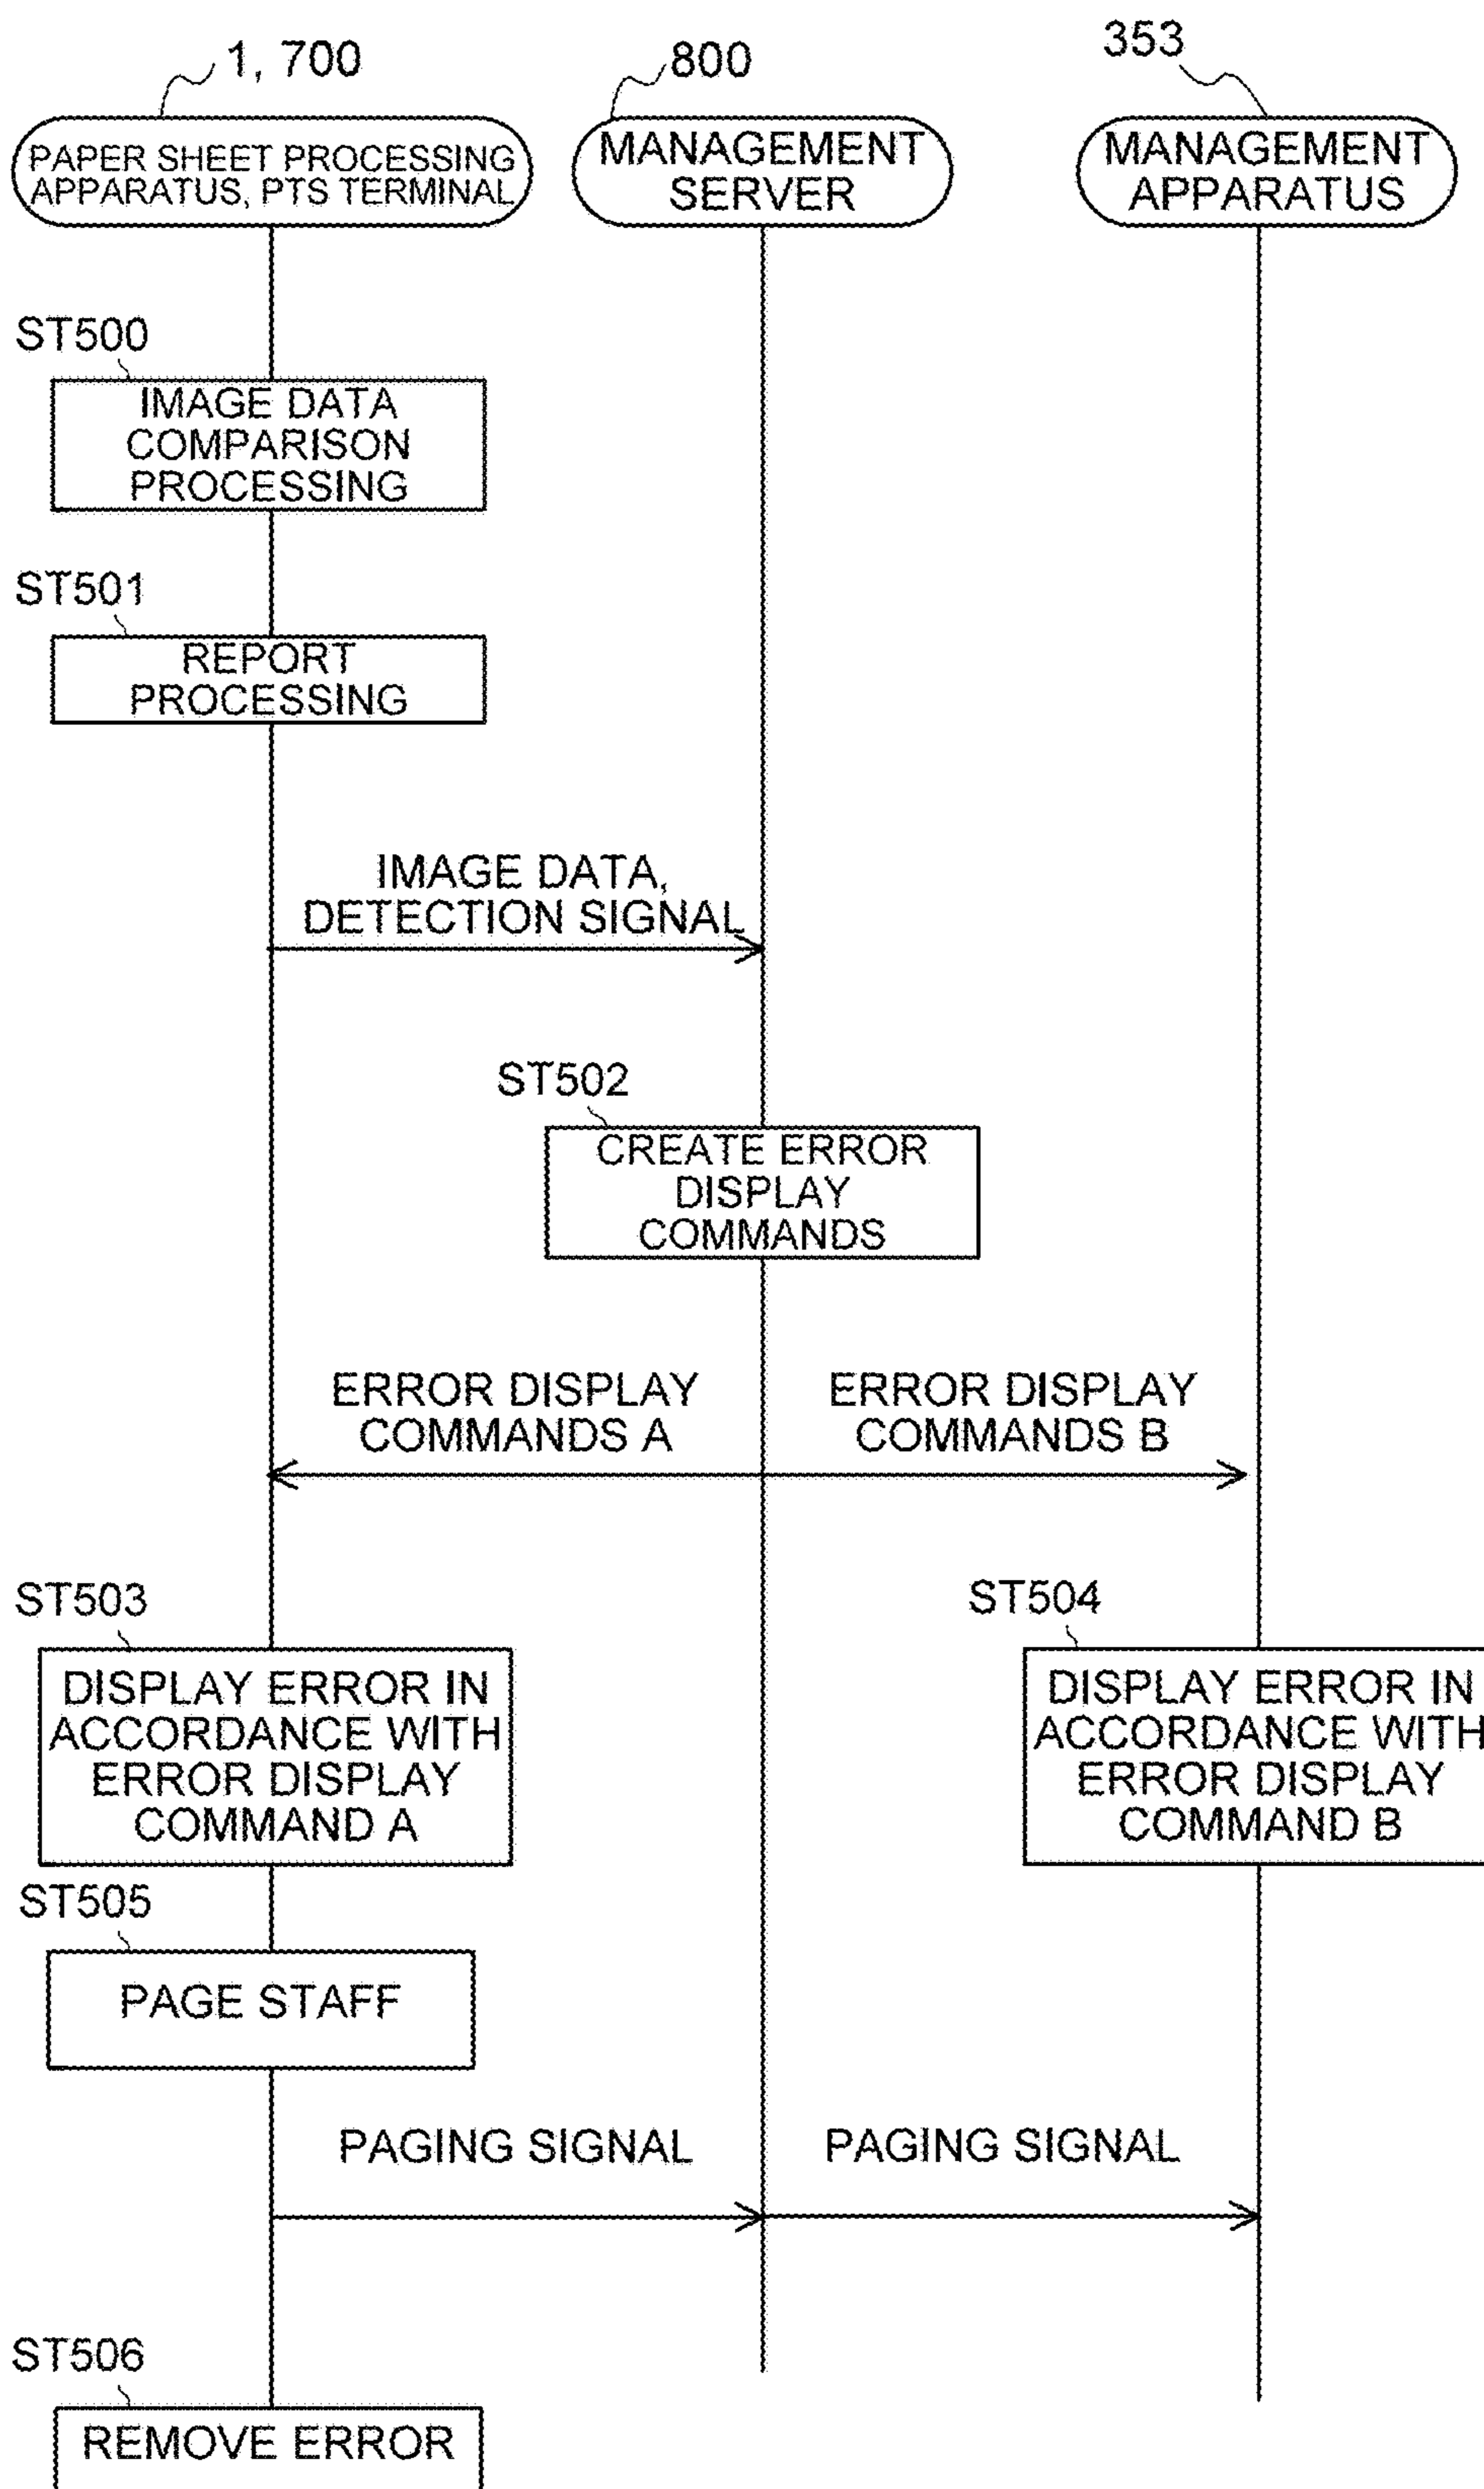 1, 700
800
353
PAPER SHEET PROCESSING
APPARATUS, PTS TERMINAL
MANAGEMENT
SERVER
MANAGEMENT
APPARATUS
ST500
IMAGE DATA
COMPARISON
PROCESSING
ST501
REPORT
PROCESSING
IMAGE DATA,
DETECTION SIGNAL
ST502
CREATE ERROR
DISPLAY
COMMANDS
ERROR DISPLAY
COMMANDS A
ERROR DISPLAY
COMMANDS B
ST503
DISPLAY ERROR IN
ACCORDANCE WITH
ERROR DISPLAY
COMMAND A
ST504
DISPLAY ERROR IN
ACCORDANCE WITH
ERROR DISPLAY
COMMAND B
ST505
PAGE STAFF
PAGING SIGNAL
PAGING SIGNAL
ST506
REMOVE ERROR